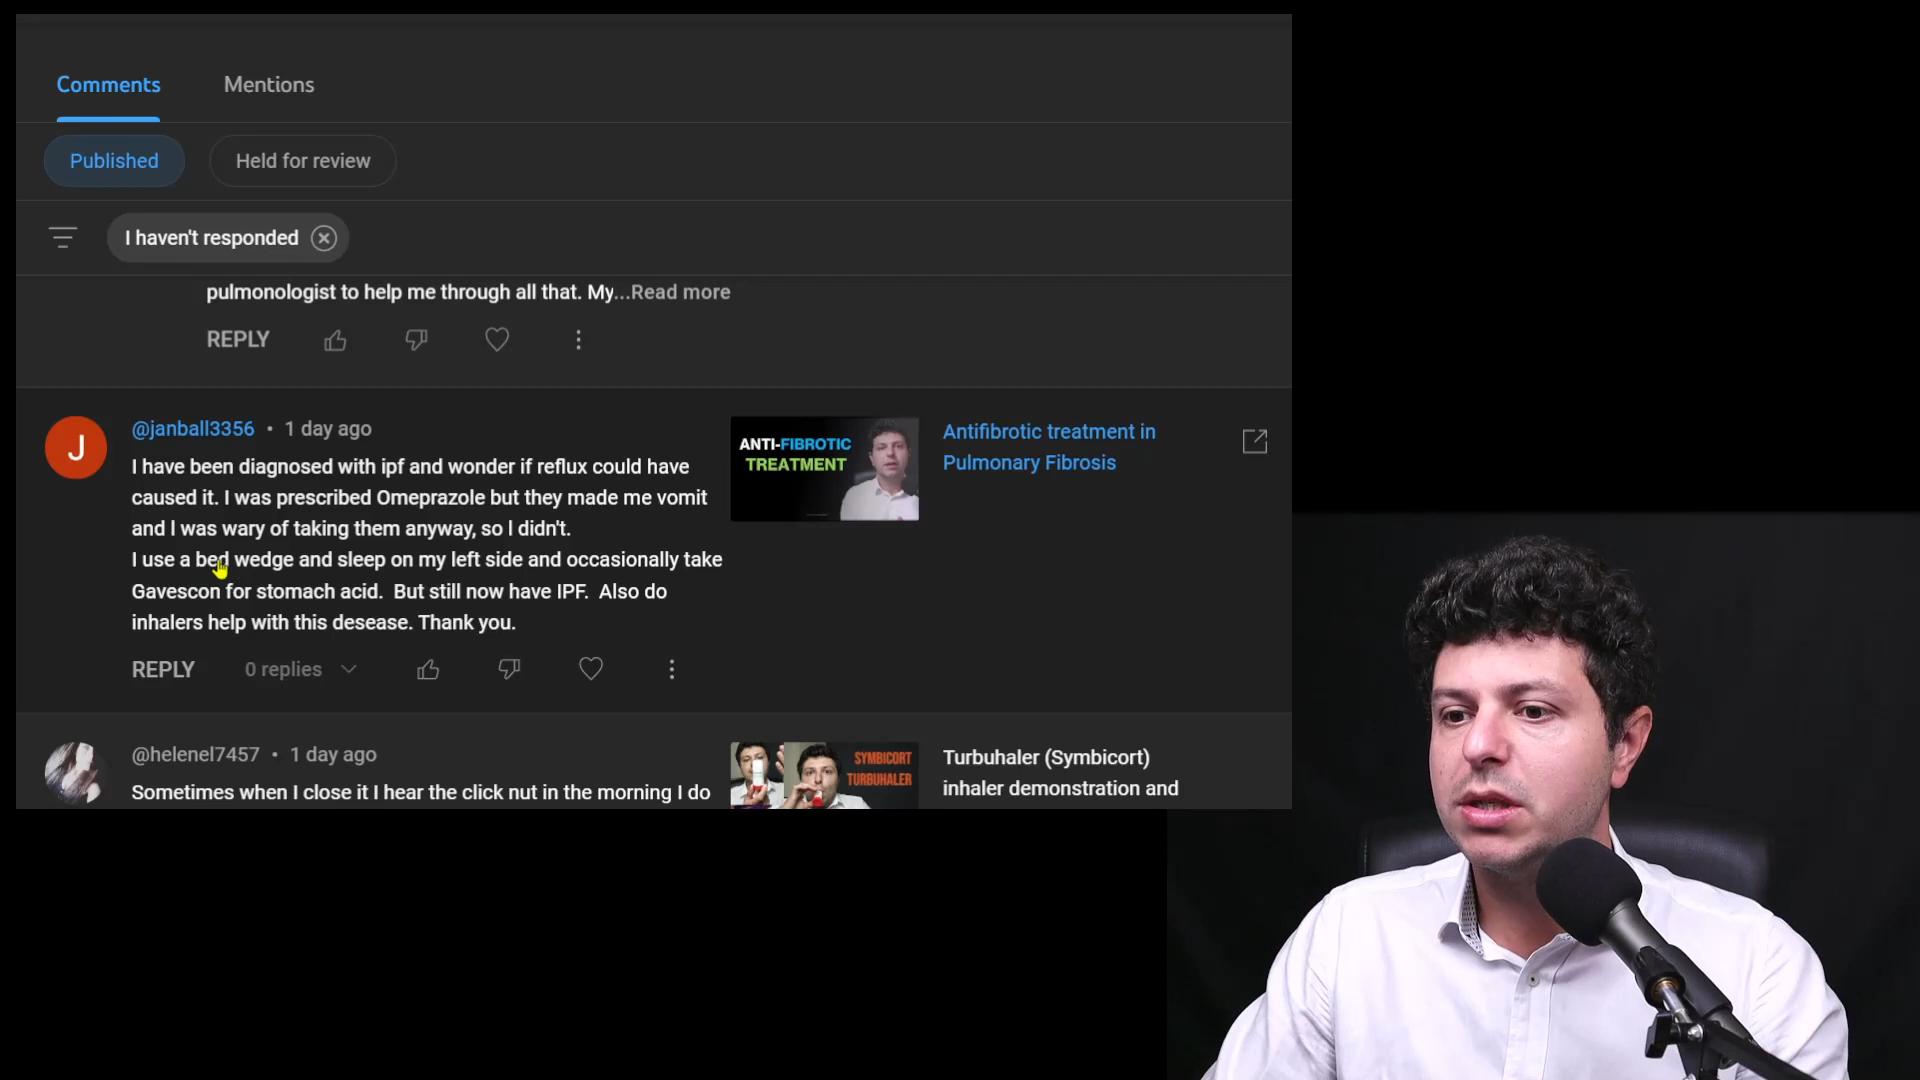 Comments
Mentions
Published
Held for review
I haven't responded
pulmonologist to help me through all that. My...Read more
REPLY
J
@janball3356 • 1 day ago
I have been diagnosed with ipf and wonder if reflux could have
caused it. I was prescribed Omeprazole but they made me vomit
and I was wary of taking them anyway, so I didn't.
I use a bed wedge and sleep on my left side and occasionally take
Gavescon for stomach acid.  But still now have IPF.  Also do
inhalers help with this desease. Thank you.
REPLY
0 replies
ANTI-FIBROTIC
TREATMENT
Antifibrotic treatment in
Pulmonary Fibrosis
@helenel7457 • 1 day ago
Sometimes when I close it I hear the click nut in the morning I do
SYMBICORT
TURBUHALER
Turbuhaler (Symbicort)
inhaler demonstration and